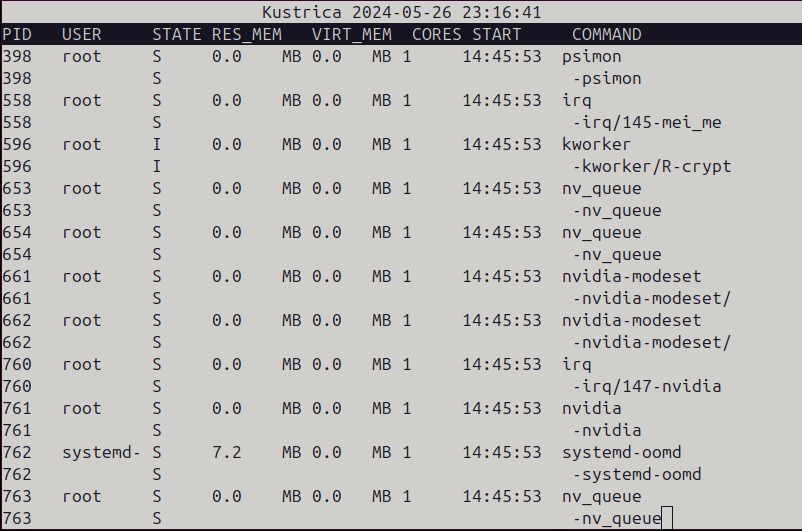 Kustrica 2024-05-26 23:16:41
PID USER STATE RES_MEM VIRT_MEM CORES START COMMAND
398 root S 0.0 MB 0.0 MB 1 14:45:53 psimon
398 S -psimon
558 root S 0.0 MB 0.0 MB 1 14:45:53 irq
558 S -irq/145-mei_me
596 root I 0.0 MB 0.0 MB 1 14:45:53 kworker
596 I -kworker/R-crypt
653 root S 0.0 MB 0.0 MB 1 14:45:53 nv_queue
653 S -nv_queue
654 root S 0.0 MB 0.0 MB 1 14:45:53 nv_queue
654 S -nv_queue
661 root S 0.0 MB 0.0 MB 1 14:45:53 nvidia-modeset
661 S -nvidia-modeset/
662 root S 0.0 MB 0.0 MB 1 14:45:53 nvidia-modeset
662 S -nvidia-modeset/
760 root S 0.0 MB 0.0 MB 1 14:45:53 irq
760 S -irq/147-nvidia
761 root S 0.0 MB 0.0 MB 1 14:45:53 nvidia
761 S -nvidia
762 systemd- S 7.2 MB 0.0 MB 1 14:45:53 systemd-oomd
762 S -systemd-oomd
763 root S 0.0 MB 0.0 MB 1 14:45:53 nv_queue
763 S -nv_queue